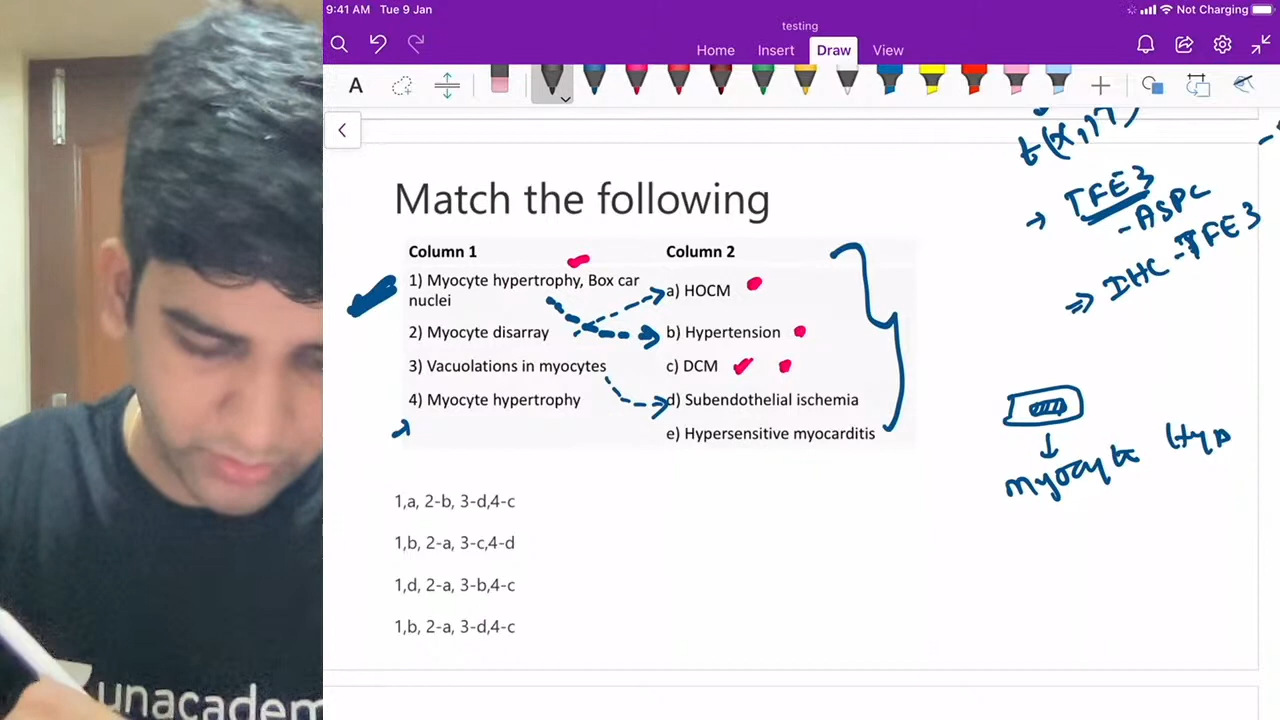 9:41 AM Tue 9 Jan
Not Charging
testing
Home Insert Draw View
A
t(x,17)
Match the following
TFE3
-ASPC
⇒ IHC - TFE3
Column 1 Column 2
1) Myocyte hypertrophy, Box car nuclei a) HOCM
2) Myocyte disarray b) Hypertension
3) Vacuolations in myocytes c) DCM
4) Myocyte hypertrophy d) Subendothelial ischemia
e) Hypersensitive myocarditis
myocyte Hyp
1,a, 2-b, 3-d,4-c
1,b, 2-a, 3-c,4-d
1,d, 2-a, 3-b,4-c
1,b, 2-a, 3-d,4-c
unacadem